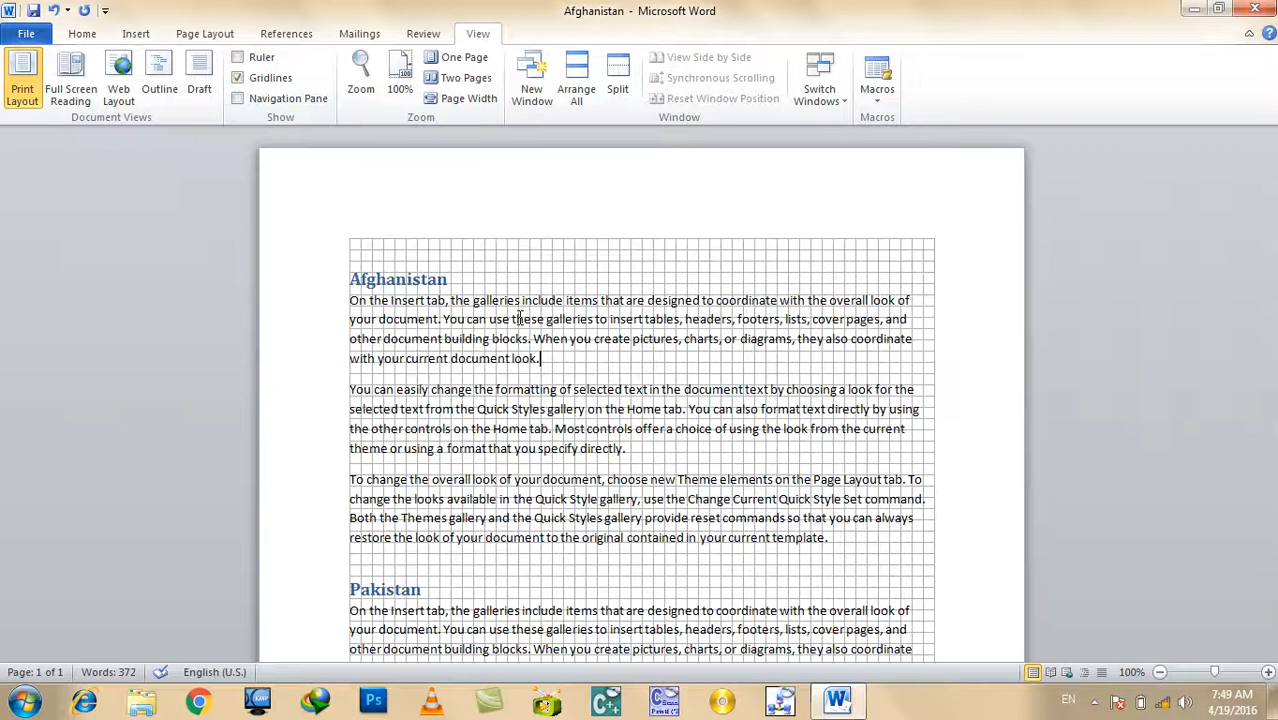 Afghanistan - Microsoft Word
File Home Insert Page Layout References Mailings Review View
Print Layout
Full Screen Reading
Web Layout
Outline
Draft
Document Views
Ruler
Gridlines
Navigation Pane
Show
Zoom
100%
One Page
Two Pages
Page Width
Zoom
New Window
Arrange All
Split
View Side by Side
Synchronous Scrolling
Reset Window Position
Window
Switch Windows
Macros
Macros
Afghanistan
On the Insert tab, the galleries include items that are designed to coordinate with the overall look of
your document. You can use these galleries to insert tables, headers, footers, lists, cover pages, and
other document building blocks. When you create pictures, charts, or diagrams, they also coordinate
with your current document look.
You can easily change the formatting of selected text in the document text by choosing a look for the
selected text from the Quick Styles gallery on the Home tab. You can also format text directly by using
the other controls on the Home tab. Most controls offer a choice of using the look from the current
theme or using a format that you specify directly.
To change the overall look of your document, choose new Theme elements on the Page Layout tab. To
change the looks available in the Quick Style gallery, use the Change Current Quick Style Set command.
Both the Themes gallery and the Quick Styles gallery provide reset commands so that you can always
restore the look of your document to the original contained in your current template.
Pakistan
On the Insert tab, the galleries include items that are designed to coordinate with the overall look of
your document. You can use these galleries to insert tables, headers, footers, lists, cover pages, and
other document building blocks. When you create pictures, charts, or diagrams, they also coordinate
Page: 1 of 1 Words: 372 English (U.S.) 100%
EN 7:49 AM
4/19/2016